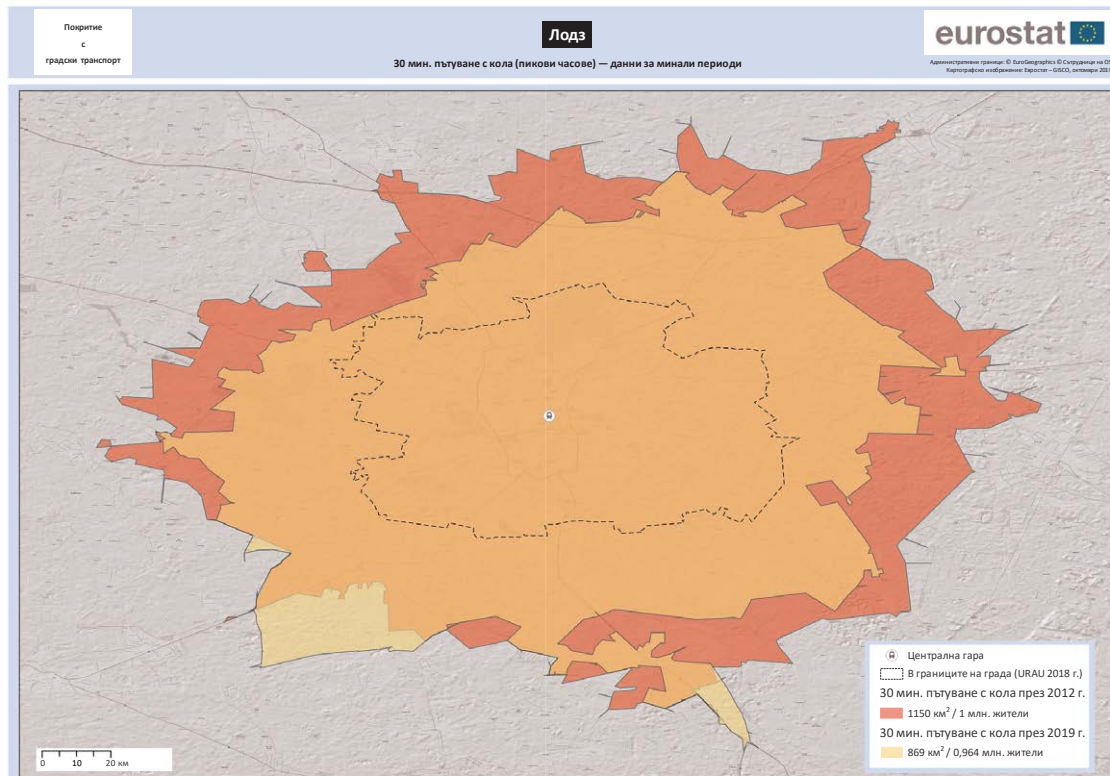 Покритие
с
градски транспорт
Лодз
30 мин. пътуване с кола (пикови часове) — данни за минали периоди
eurostat
Административни граници: © EuroGeographics © Сътрудници на OS
Картографско изображение: Евростат – GISCO, октомври 2019
Централна гара
В границите на града (URAU 2018 г.)
30 мин. пътуване с кола през 2012 г.
1150 км² / 1 млн. жители
30 мин. пътуване с кола през 2019 г.
869 км² / 0,964 млн. жители
0 10 20 км